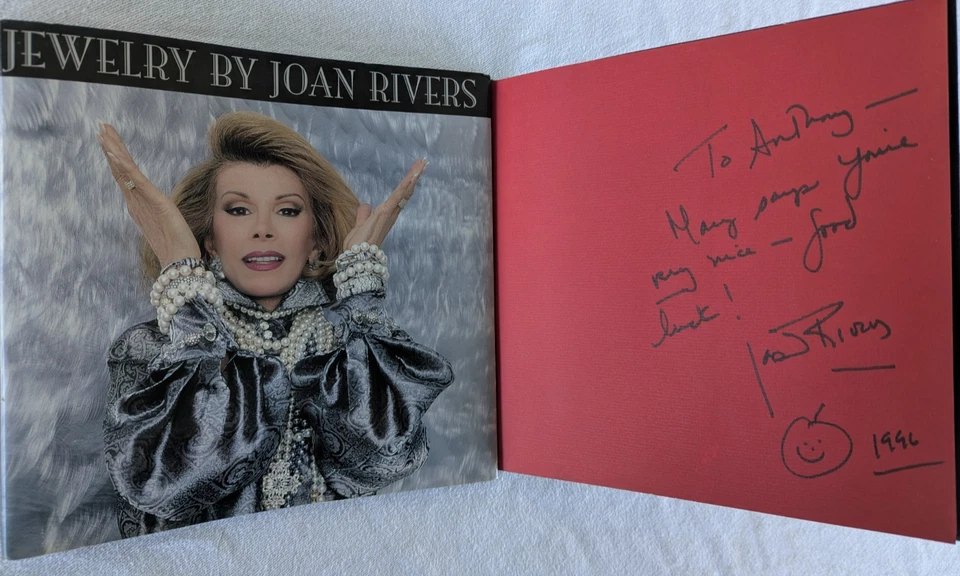 JEWELRY BY JOAN RIVERS
To Anthony —
Mary says you're
very nice — Good
luck!
Joan Rivers
1996